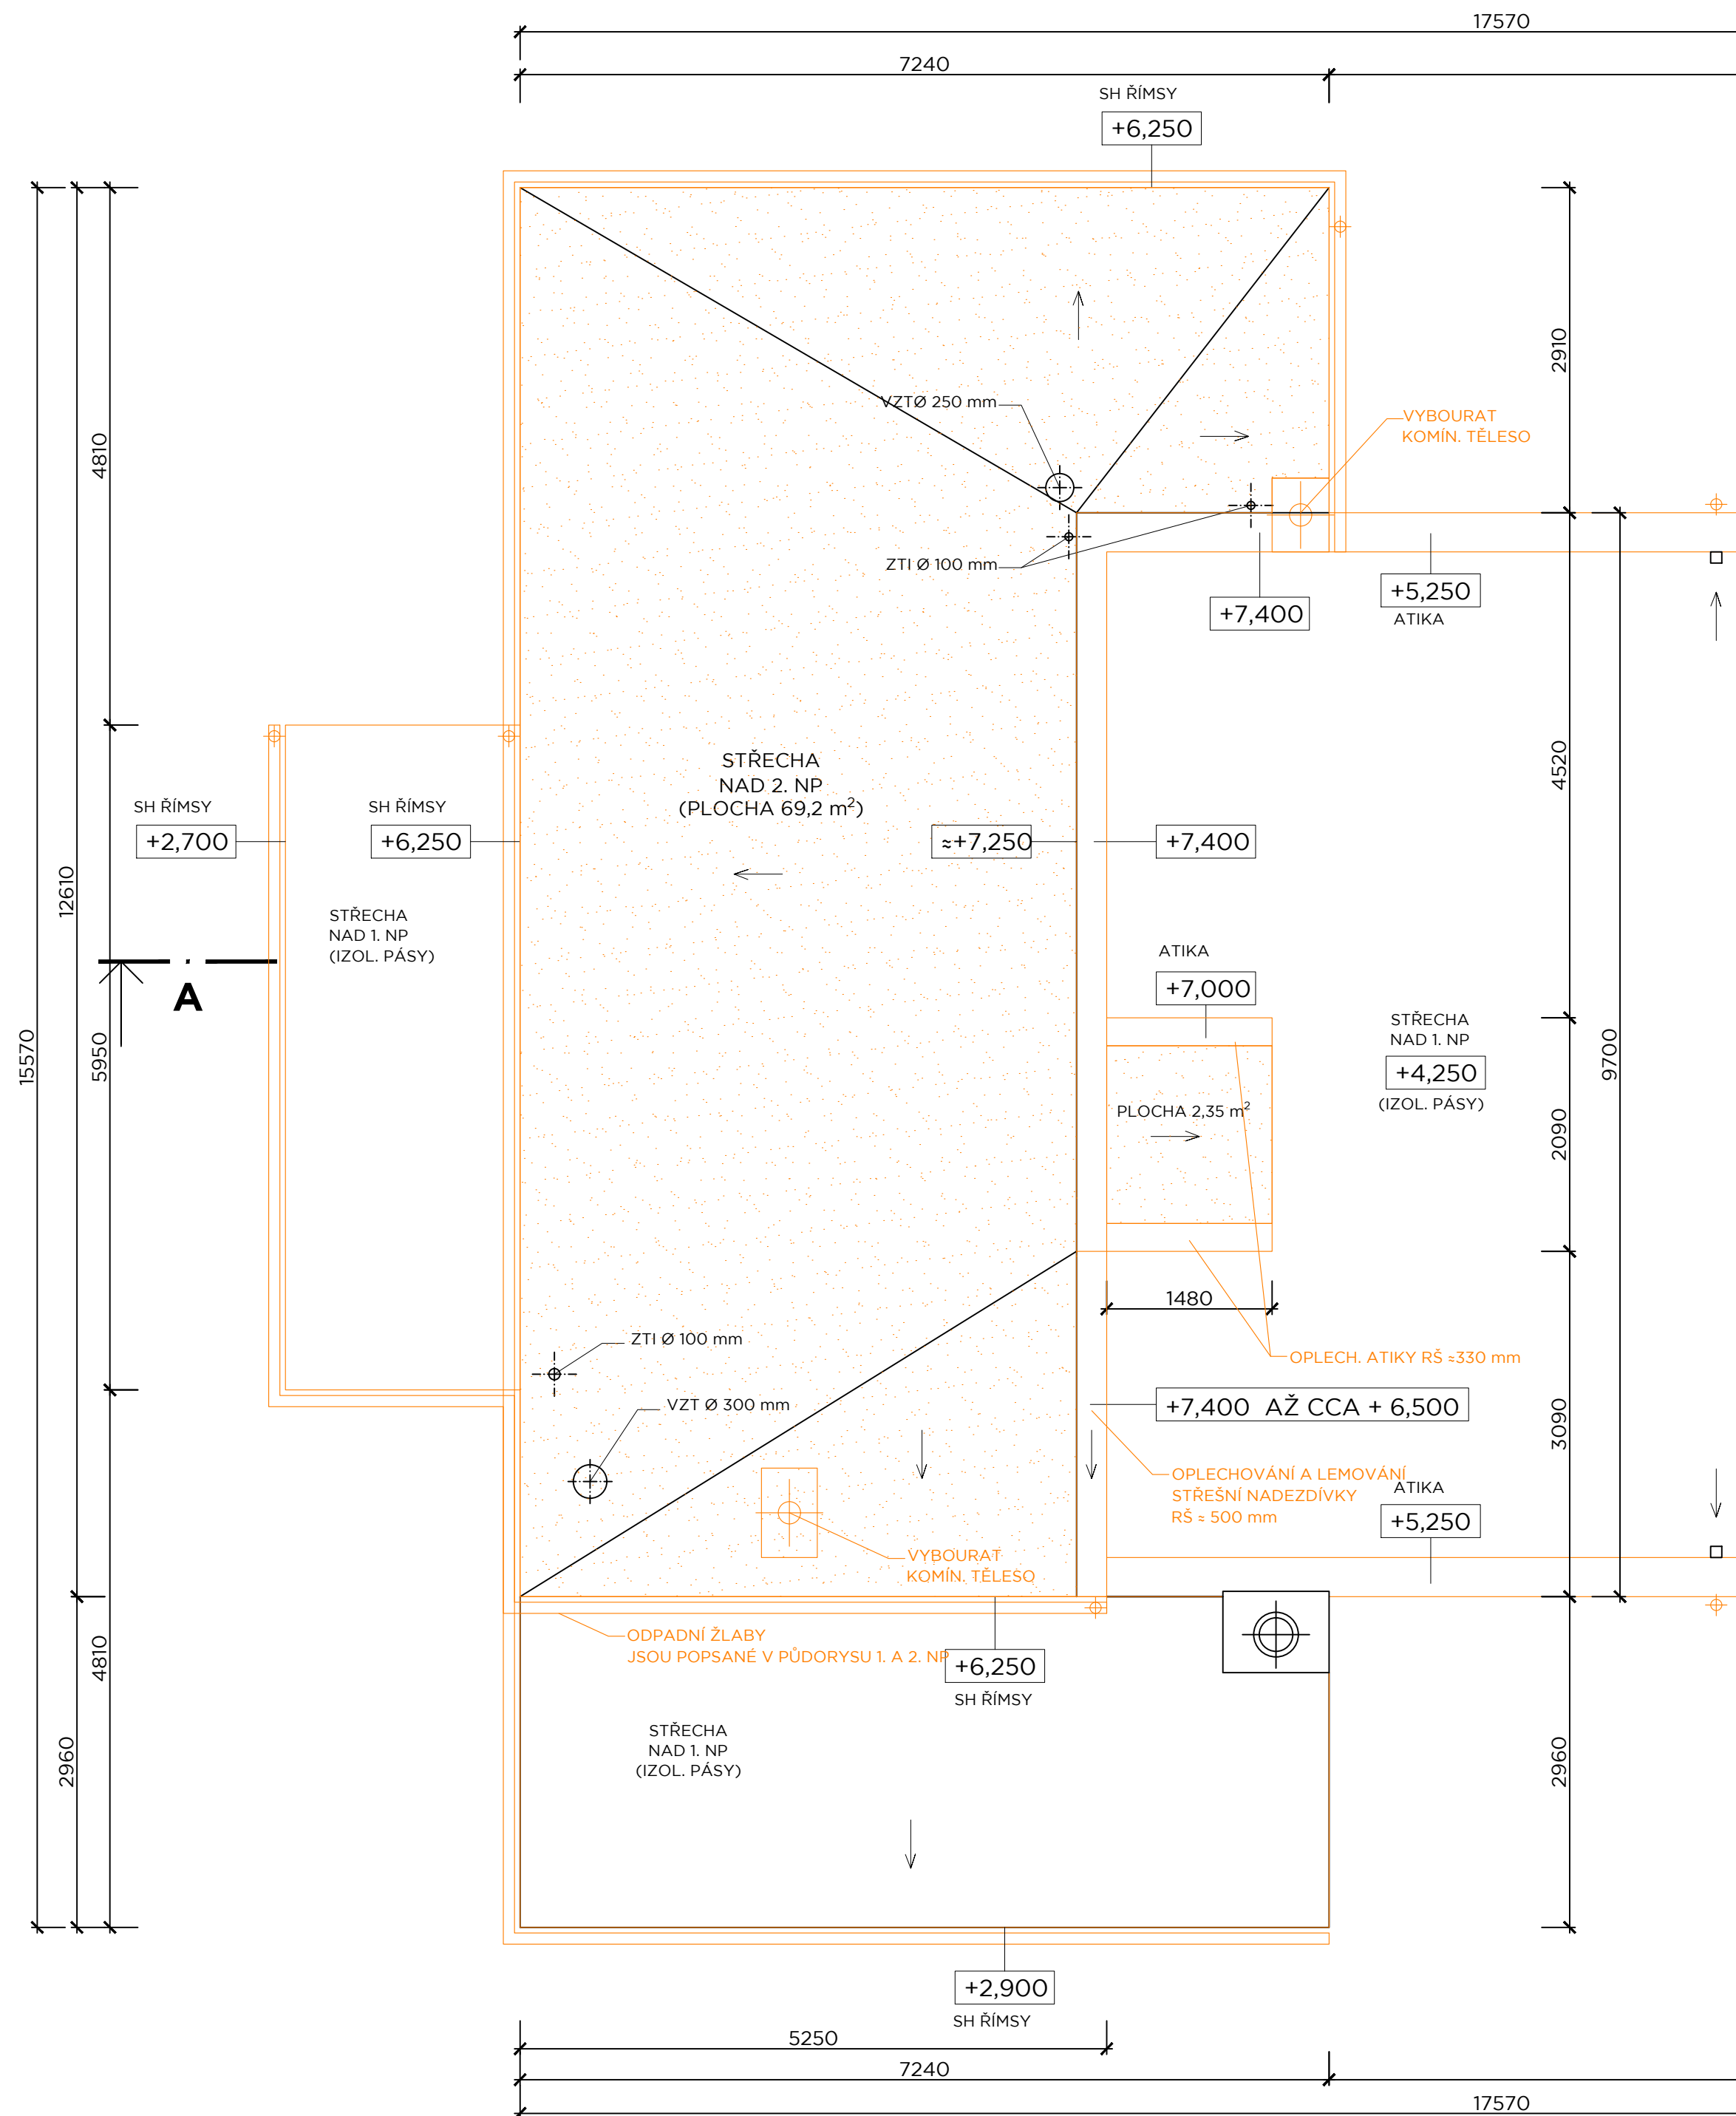 17570
7240
SH ŘÍMSY
+6,250
2910
VZTØ 250 mm
VYBOURAT
KOMÍN. TĚLESO
4810
ZTI Ø 100 mm
+5,250
ATIKA
+7,400
STŘECHA
NAD 2. NP
(PLOCHA 69,2 m²)
4520
SH ŘÍMSY
+2,700
SH ŘÍMSY
+6,250
≈+7,250
+7,400
12610
STŘECHA
NAD 1. NP
(IZOL. PÁSY)
ATIKA
+7,000
A
STŘECHA
NAD 1. NP
+4,250
(IZOL. PÁSY)
15570
5950
9700
PLOCHA 2,35 m²
2090
1480
ZTI Ø 100 mm
OPLECH. ATIKY RŠ ≈330 mm
VZT Ø 300 mm
+7,400 AŽ CCA + 6,500
3090
OPLECHOVÁNÍ A LEMOVÁNÍ
STŘEŠNÍ NADEZDÍVKY
RŠ ≈ 500 mm
ATIKA
+5,250
VYBOURAT
KOMÍN. TĚLESO
ODPADNÍ ŽLABY
JSOU POPSANÉ V PŮDORYSU 1. A 2. NP
+6,250
SH ŘÍMSY
4810
STŘECHA
NAD 1. NP
(IZOL. PÁSY)
2960
2960
+2,900
SH ŘÍMSY
5250
7240
17570